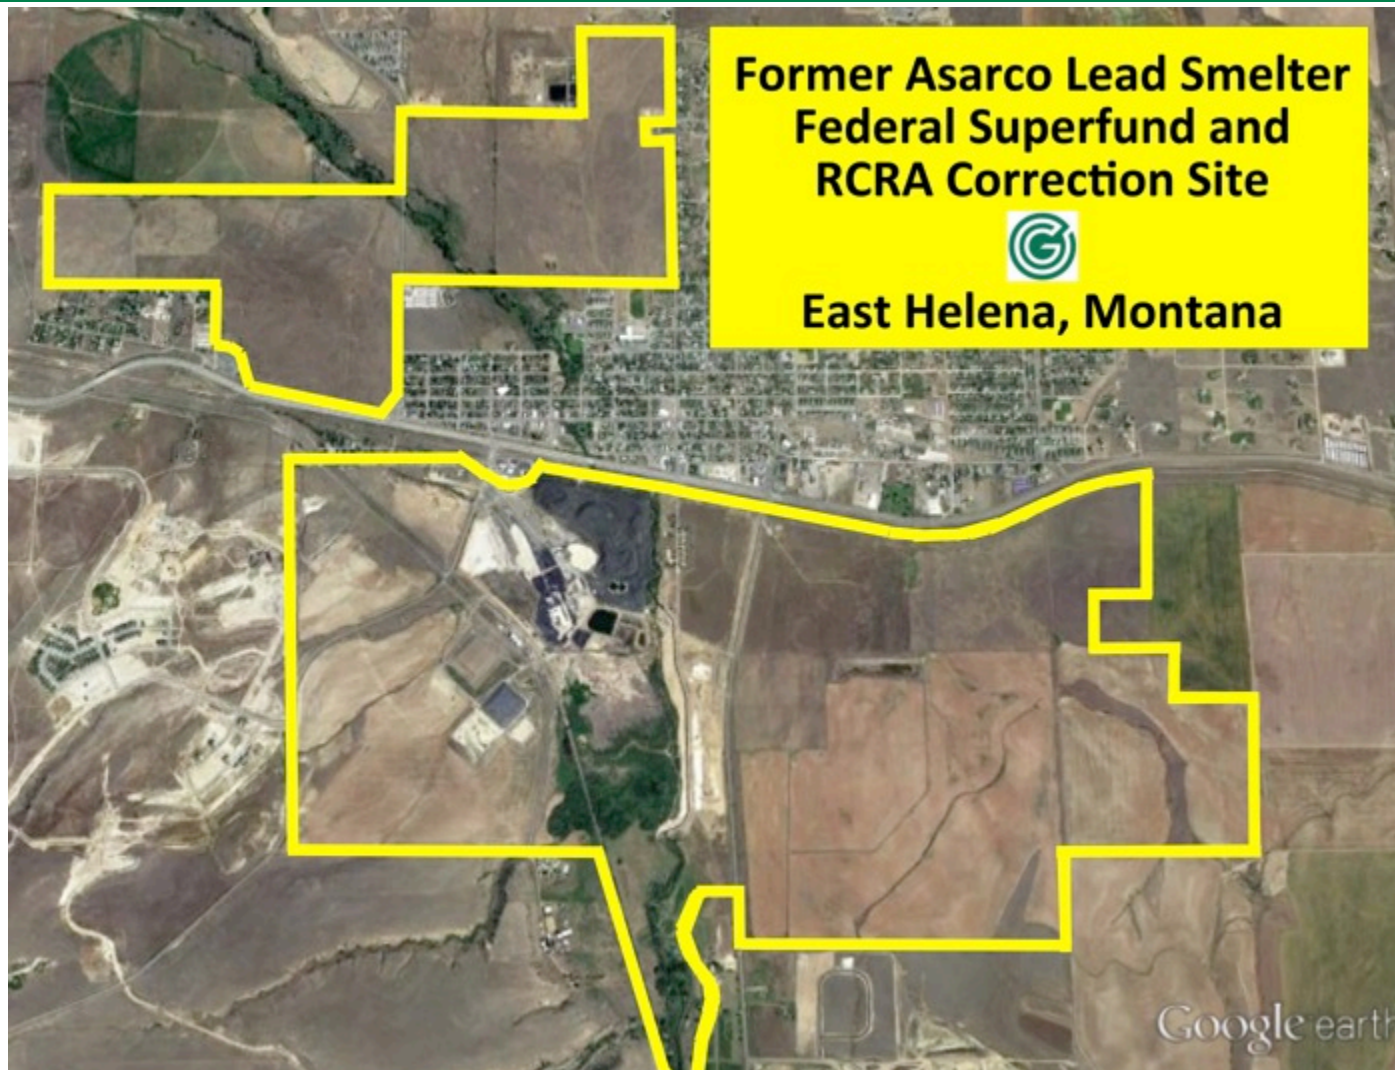 Former Asarco Lead Smelter
Federal Superfund and
RCRA Correction Site
East Helena, Montana
Google earth